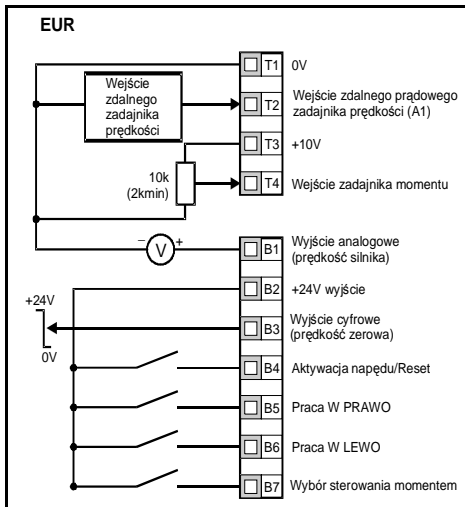 EUR
T1 0V
Wejście
zdalnego
zadajnika
prędkości
T2 Wejście zdalnego prądowego
zadajnika prędkości (A1)
T3 +10V
10k
(2kmin)
T4 Wejście zadajnika momentu
− V +
B1 Wyjście analogowe
(prędkość silnika)
B2 +24V wyjście
+24V
0V
B3 Wyjście cyfrowe
(prędkość zerowa)
B4 Aktywacja napędu/Reset
B5 Praca W PRAWO
B6 Praca W LEWO
B7 Wybór sterowania momentem